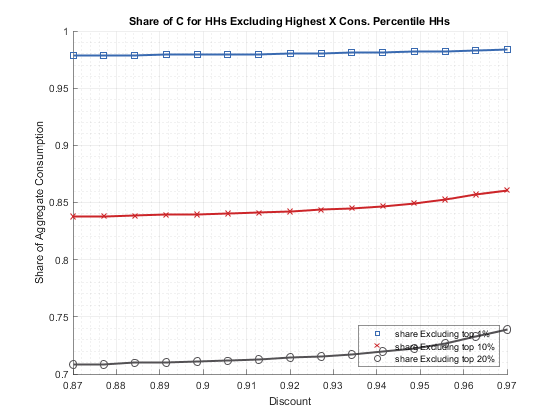 Share of C for HHs Excluding Highest X Cons. Percentile HHs
1
0.95
0.9
0.85
0.8
0.75
0.7
Share of Aggregate Consumption
share Excluding top 1%
share Excluding top 10%
share Excluding top 20%
0.87 0.88 0.89 0.9 0.91 0.92 0.93 0.94 0.95 0.96 0.97
Discount